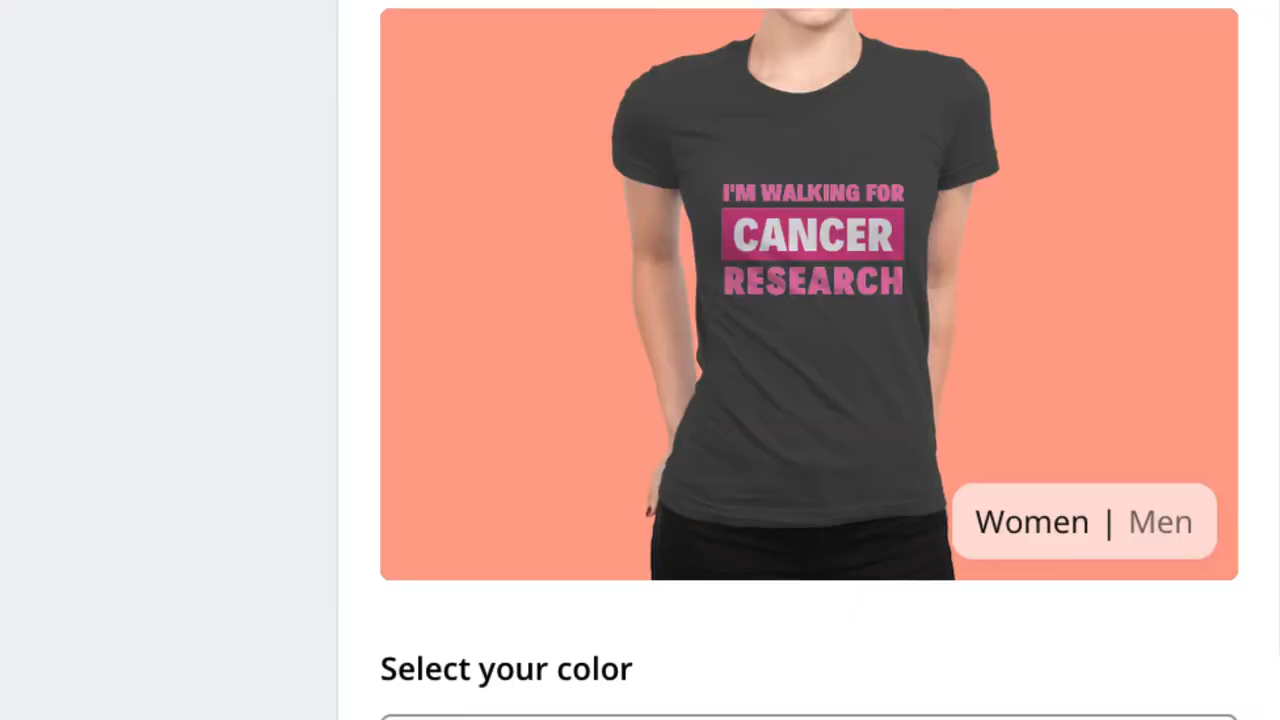 I'M WALKING FOR
CANCER
RESEARCH
Women | Men
Select your color